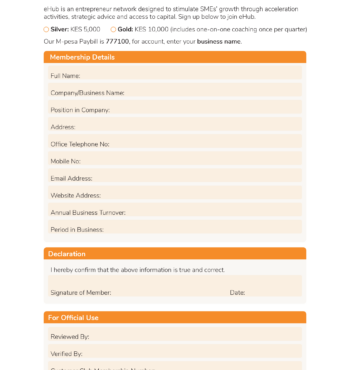 eHub is an entrepreneur network designed to stimulate SMEs' growth through acceleration
activities, strategic advice and access to capital. Sign up below to join eHub.
Silver: KES 5,000 Gold: KES 10,000 (includes one-on-one coaching once per quarter)
Our M-pesa Paybill is 777100, for account, enter your business name.
Membership Details
Full Name:
Company/Business Name:
Position in Company:
Address:
Office Telephone No:
Mobile No:
Email Address:
Website Address:
Annual Business Turnover:
Period in Business:
Declaration
I hereby confirm that the above information is true and correct.
Signature of Member: Date:
For Official Use
Reviewed By:
Verified By: